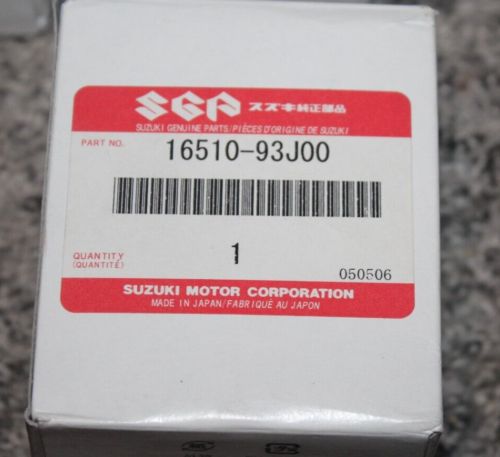 SGP スズキ純正部品
SUZUKI GENUINE PARTS/PIÈCES D'ORIGINE DE SUZUKI
PART NO. 16510-93J00
QUANTITY 1
(QUANTITÉ)
050506
SUZUKI MOTOR CORPORATION
MADE IN JAPAN/FABRIQUÉ AU JAPON